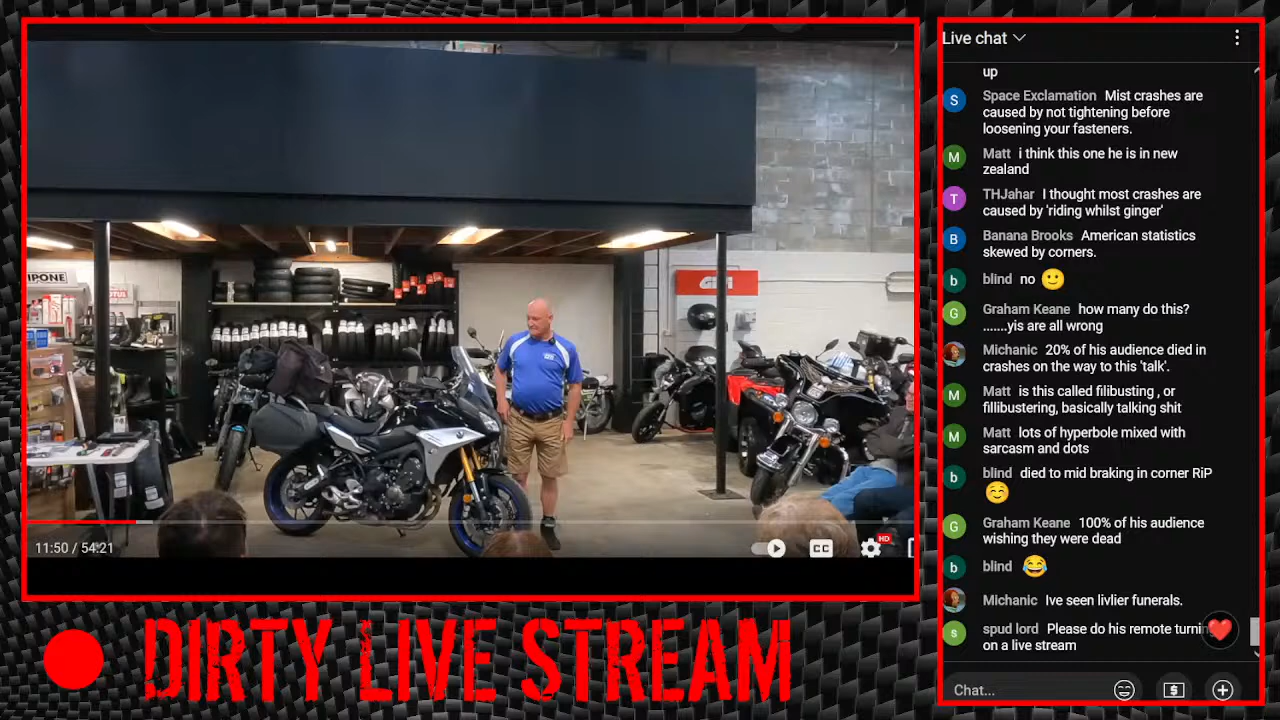 IPONE
11:50 / 54:21
CC
HD
DIRTY LIVE STREAM
Live chat
up
S
Space Exclamation Mist crashes are
caused by not tightening before
loosening your fasteners.
M
Matt i think this one he is in new
zealand
T
THJahar I thought most crashes are
caused by 'riding whilst ginger'
B
Banana Brooks American statistics
skewed by corners.
b
blind no 🙂
G
Graham Keane how many do this?
.......yis are all wrong
Michanic 20% of his audience died in
crashes on the way to this 'talk'.
M
Matt is this called filibusting , or
fillibustering, basically talking shit
M
Matt lots of hyperbole mixed with
sarcasm and dots
b
blind died to mid braking in corner RiP
☺️
G
Graham Keane 100% of his audience
wishing they were dead
b
blind 😂
Michanic Ive seen livlier funerals.
s
spud lord Please do his remote turnin
on a live stream
Chat...